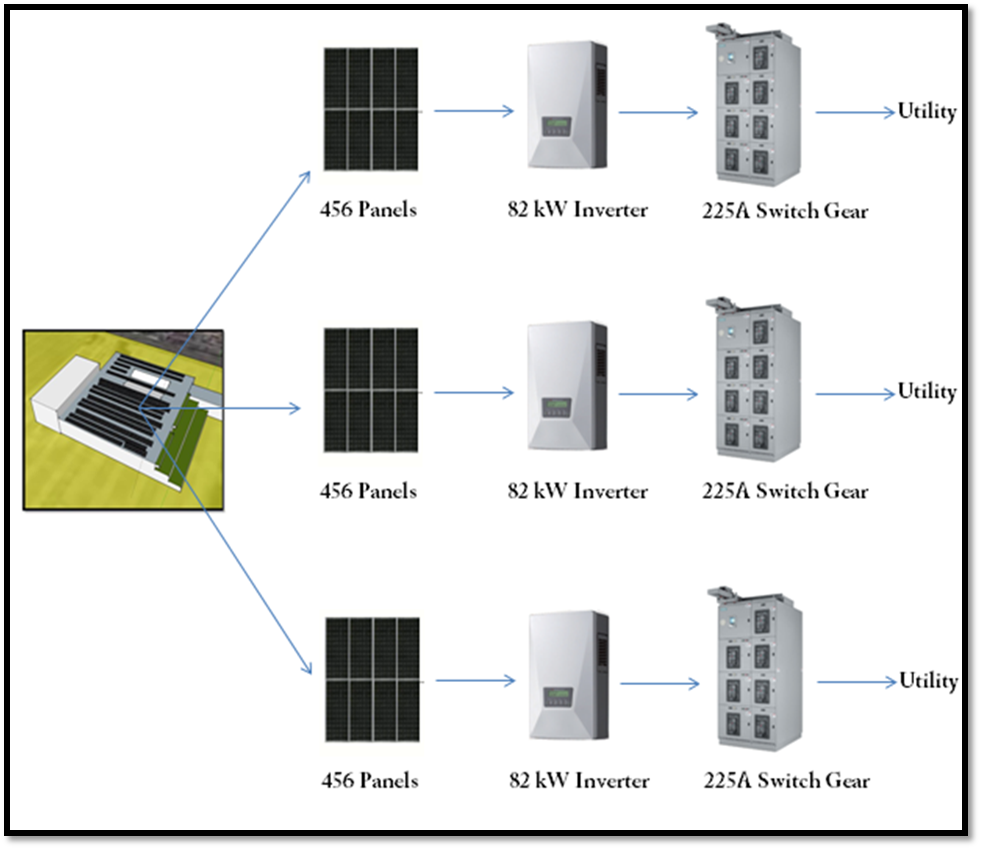 Utility
456 Panels
82 kW Inverter
225A Switch Gear
Utility
456 Panels
82 kW Inverter
225A Switch Gear
Utility
456 Panels
82 kW Inverter
225A Switch Gear